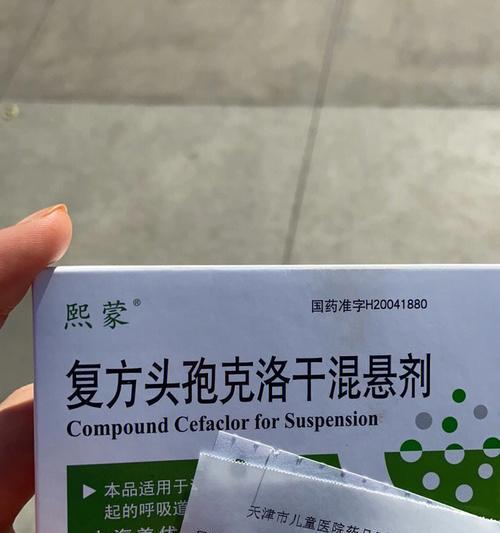 熙蒙®
国药准字H20041880
复方头孢克洛干混悬剂
Compound Cefaclor for Suspension
▶ 本品适用于
起的呼吸道
天津市儿童医院药